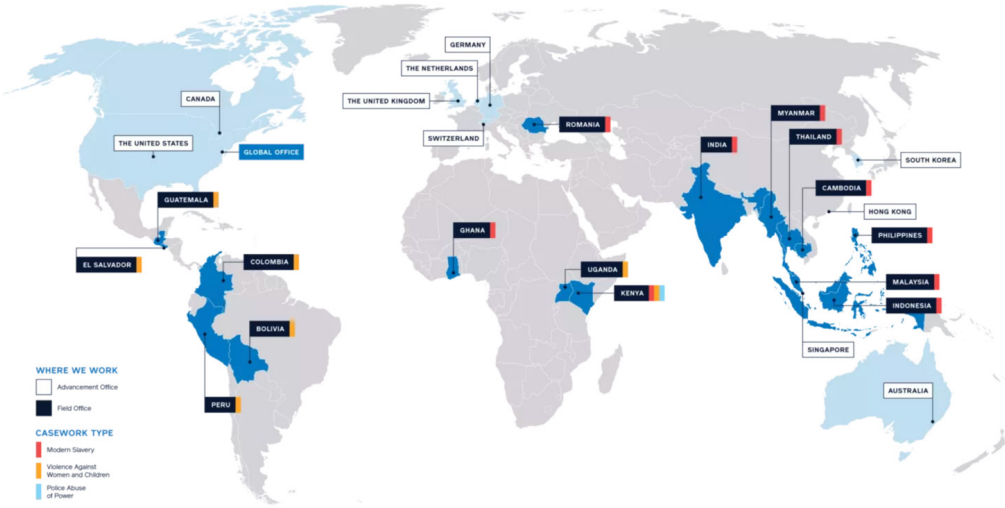 GERMANY
THE NETHERLANDS
CANADA
THE UNITED KINGDOM
MYANMAR
ROMANIA
THAILAND
SWITZERLAND
THE UNITED STATES
INDIA
GLOBAL OFFICE
SOUTH KOREA
CAMBODIA
GUATEMALA
HONG KONG
GHANA
PHILIPPINES
EL SALVADOR
COLOMBIA
UGANDA
MALAYSIA
KENYA
INDONESIA
BOLIVIA
SINGAPORE
WHERE WE WORK
Advancement Office
AUSTRALIA
Field Office
PERU
CASEWORK TYPE
Modern Slavery
Violence Against
Women and Children
Police Abuse
of Power